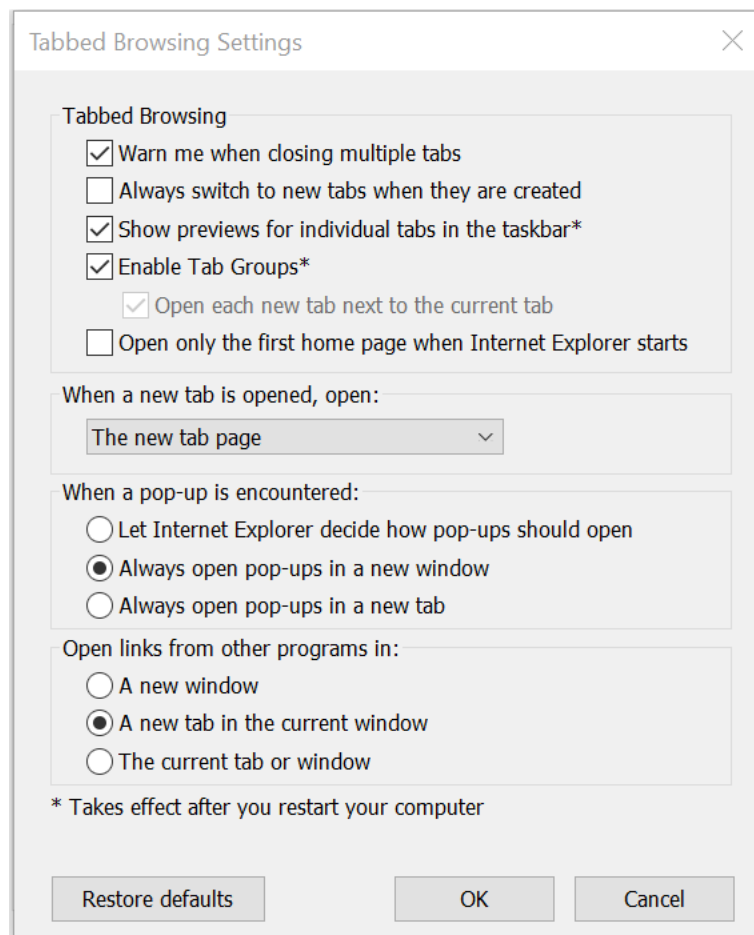 Tabbed Browsing Settings
Tabbed Browsing
Warn me when closing multiple tabs
Always switch to new tabs when they are created
Show previews for individual tabs in the taskbar*
Enable Tab Groups*
Open each new tab next to the current tab
Open only the first home page when Internet Explorer starts
When a new tab is opened, open:
The new tab page
When a pop-up is encountered:
Let Internet Explorer decide how pop-ups should open
Always open pop-ups in a new window
Always open pop-ups in a new tab
Open links from other programs in:
A new window
A new tab in the current window
The current tab or window
* Takes effect after you restart your computer
Restore defaults OK Cancel